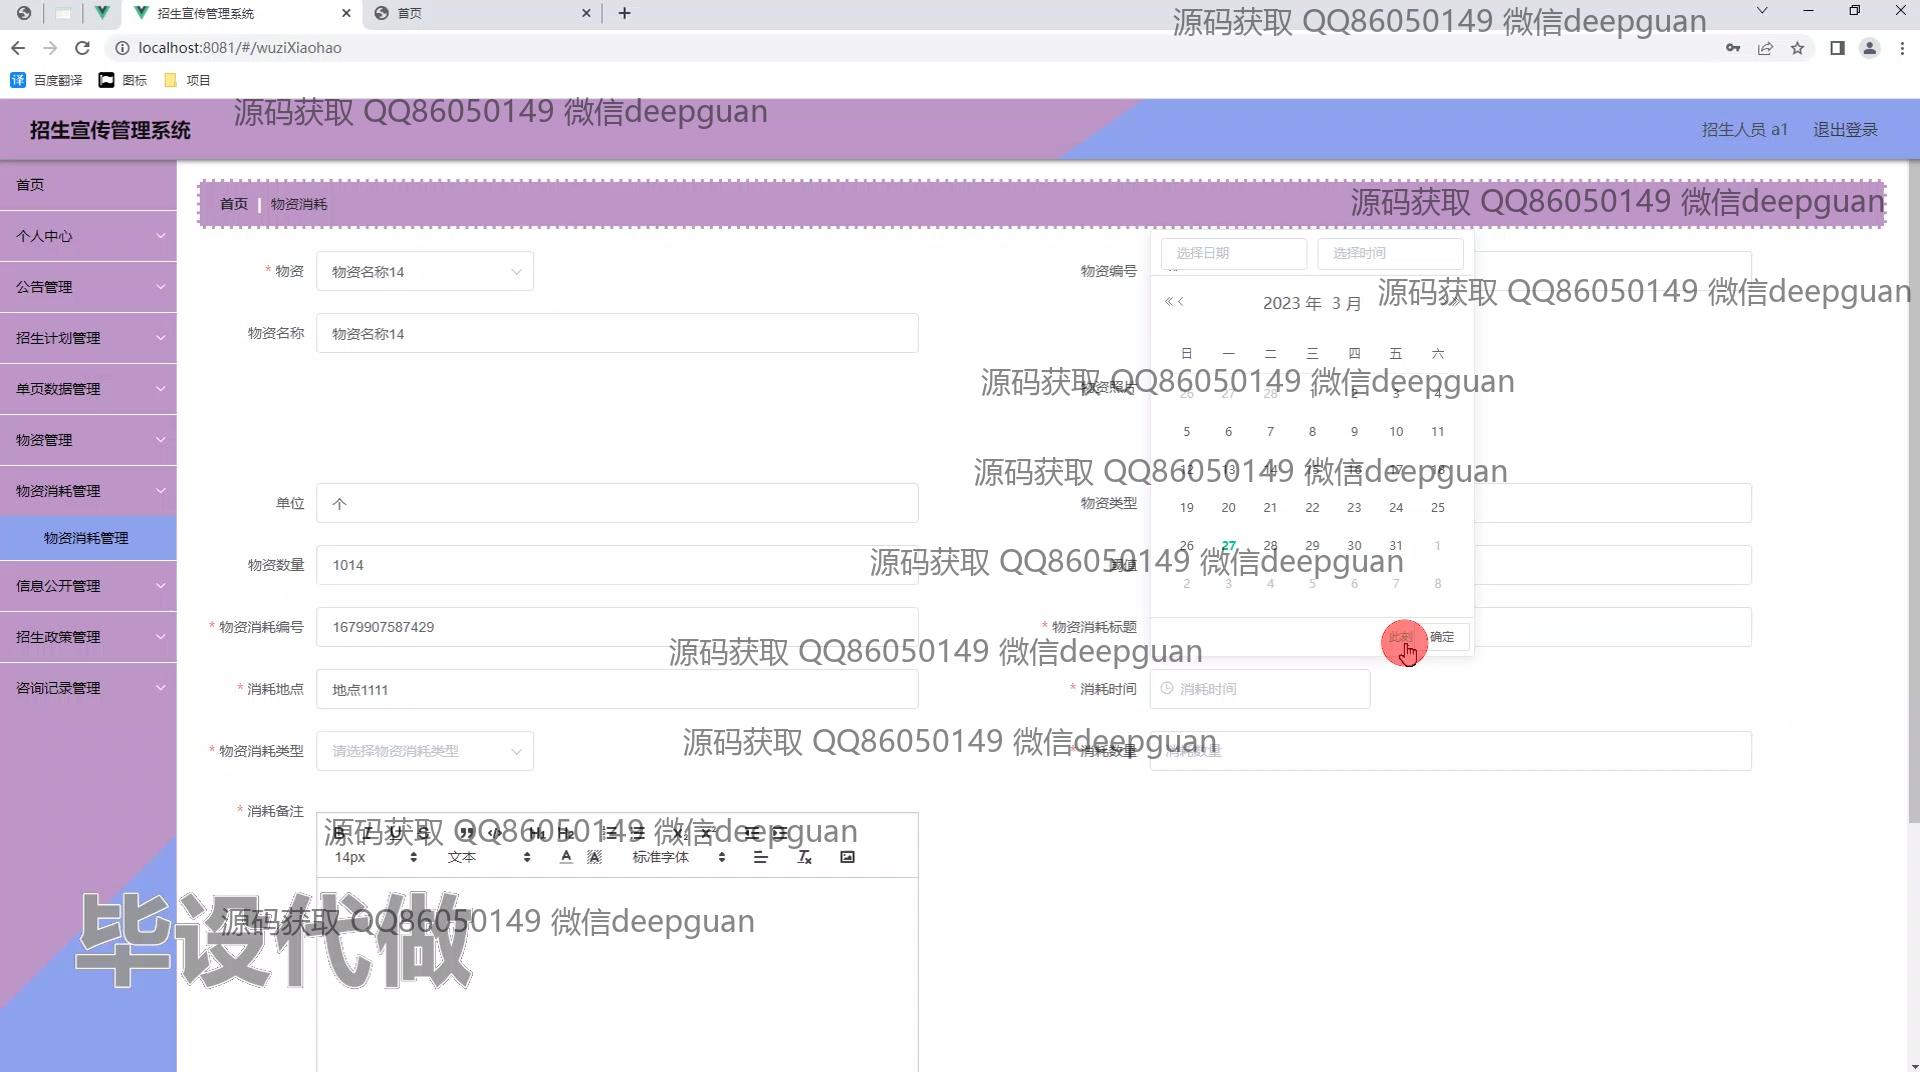 招生宣传管理系统
首页
源码获取 QQ86050149 微信deepguan
localhost:8081/#/wuziXiaohao
百度翻译
图标
项目
源码获取 QQ86050149 微信deepguan
招生宣传管理系统
招生人员 a1
退出登录
首页
个人中心
公告管理
招生计划管理
单页数据管理
物资管理
物资消耗管理
物资消耗管理
信息公开管理
招生政策管理
咨询记录管理
首页 | 物资消耗
源码获取 QQ86050149 微信deepguan
* 物资 物资名称14
物资编号
选择日期 选择时间
2023 年 3 月
源码获取 QQ86050149 微信deepguan
物资名称 物资名称14
日 一 二 三 四 五 六
物资照片
源码获取 QQ86050149 微信deepguan
26 27 28 1 2 3 4
5 6 7 8 9 10 11
源码获取 QQ86050149 微信deepguan
12 13 14 15 16 17 18
单位 个
物资类型
19 20 21 22 23 24 25
26 27 28 29 30 31 1
物资数量 1014
阈值
源码获取 QQ86050149 微信deepguan
2 3 4 5 6 7 8
* 物资消耗编号 1679907587429
* 物资消耗标题
此刻 确定
源码获取 QQ86050149 微信deepguan
* 消耗地点 地点1111
* 消耗时间 消耗时间
* 物资消耗类型 请选择物资消耗类型
源码获取 QQ86050149 微信deepguan
* 消耗数量 消耗数量
* 消耗备注
源码获取 QQ86050149 微信deepguan
14px 文本 标准字体
源码获取 QQ86050149 微信deepguan
毕设代做